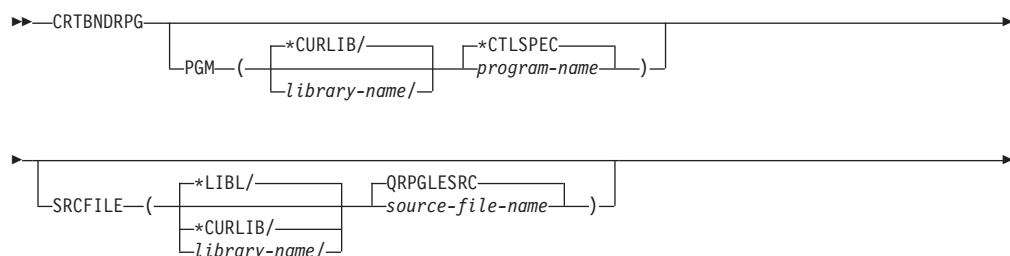 CRTBNDRPG
*CURLIB/ *CTLSPEC
PGM ( program-name )
library-name/
*LIBL/ QRPGLESRC
SRCFILE ( source-file-name )
*CURLIB/
library-name/